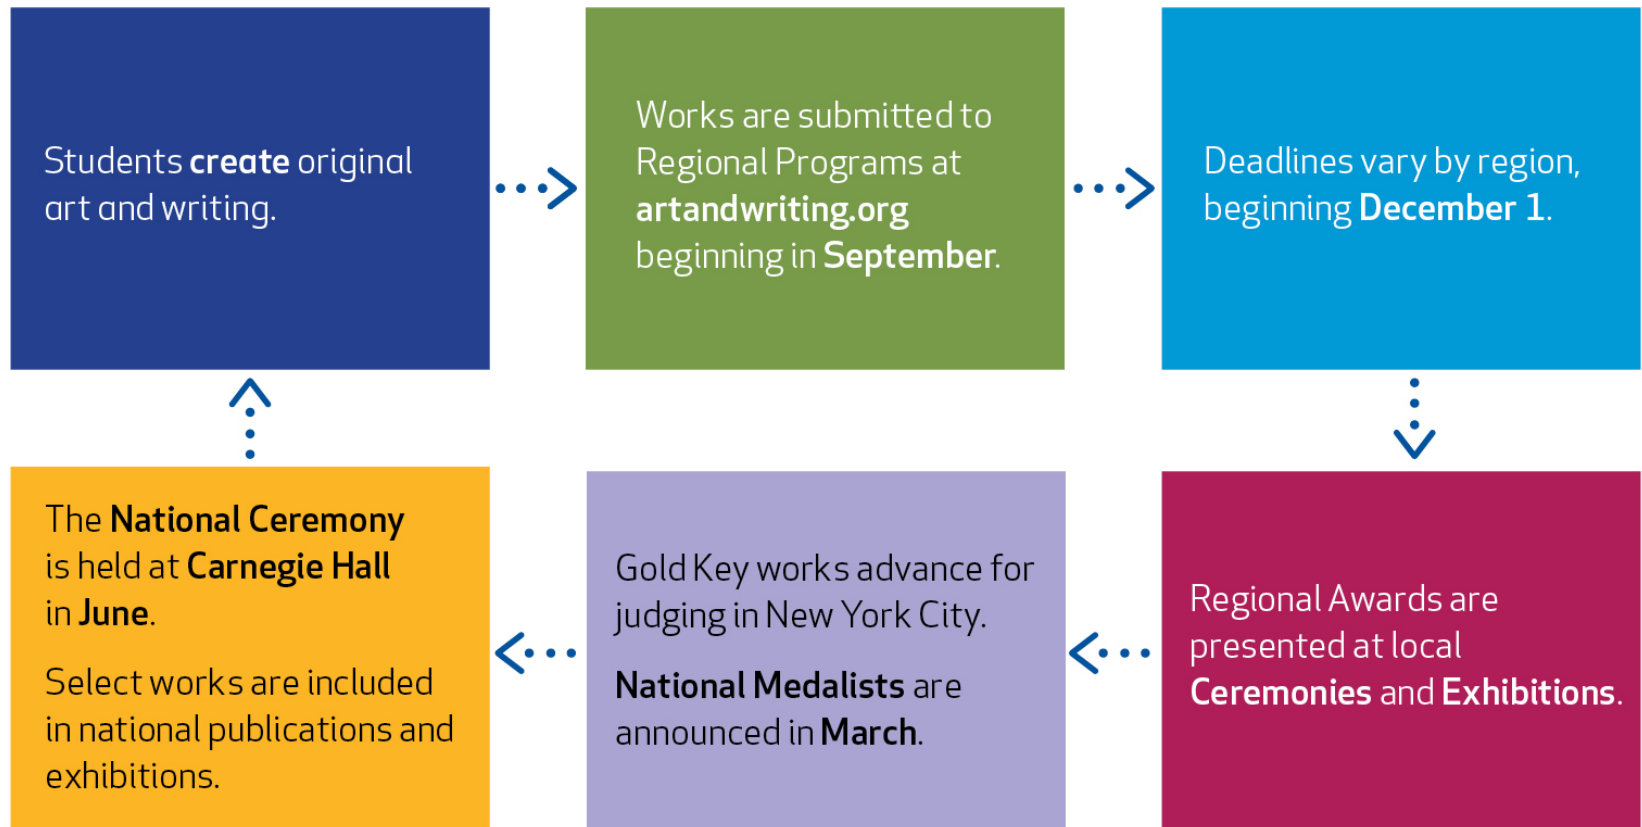 Students create original
art and writing.
Works are submitted to
Regional Programs at
artandwriting.org
beginning in September.
Deadlines vary by region,
beginning December 1.
Regional Awards are
presented at local
Ceremonies and Exhibitions.
Gold Key works advance for
judging in New York City.
National Medalists are
announced in March.
The National Ceremony
is held at Carnegie Hall
in June.
Select works are included
in national publications and
exhibitions.